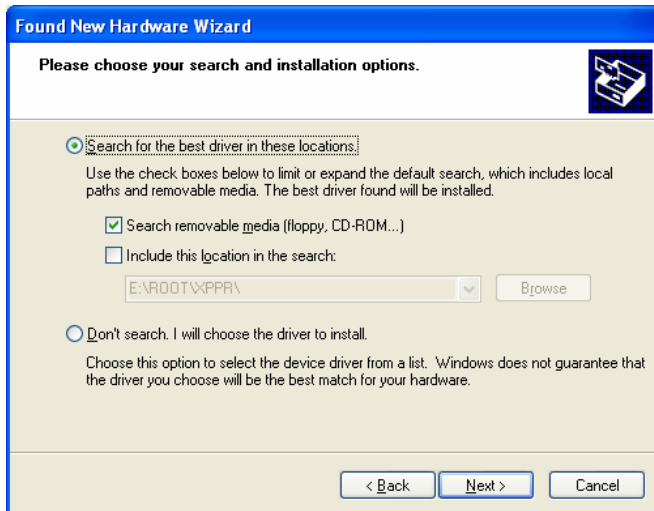 Found New Hardware Wizard
Please choose your search and installation options.
Search for the best driver in these locations.
Use the check boxes below to limit or expand the default search, which includes local
paths and removable media. The best driver found will be installed.
Search removable media (floppy, CD-ROM...)
Include this location in the search:
E:\ROOT\XPPR\
Browse
Don't search. I will choose the driver to install.
Choose this option to select the device driver from a list. Windows does not guarantee that
the driver you choose will be the best match for your hardware.
< Back
Next >
Cancel